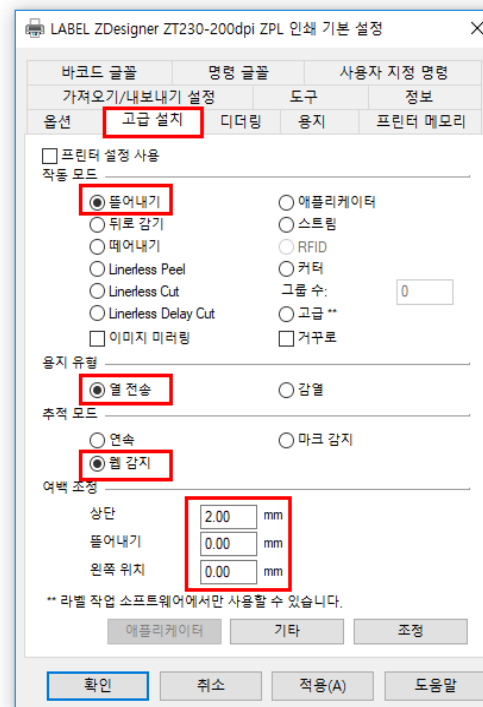 LABEL ZDesigner ZT230-200dpi ZPL 인쇄 기본 설정
바코드 글꼴 명령 글꼴 사용자 지정 명령
가져오기/내보내기 설정 도구 정보
옵션 고급 설치 디더링 용지 프린터 메모리
프린터 설정 사용
작동 모드
뜯어내기 애플리케이터
뒤로 감기 스트림
떼어내기 RFID
Linerless Peel 커터
Linerless Cut 그룹 수: 0
Linerless Delay Cut 고급 **
이미지 미러링 거꾸로
용지 유형
열 전송 감열
추적 모드
연속 마크 감지
웹 감지
여백 조정
상단 2.00 mm
뜯어내기 0.00 mm
왼쪽 위치 0.00 mm
** 라벨 작업 소프트웨어에서만 사용할 수 있습니다.
애플리케이터 기타 조정
확인 취소 적용(A) 도움말